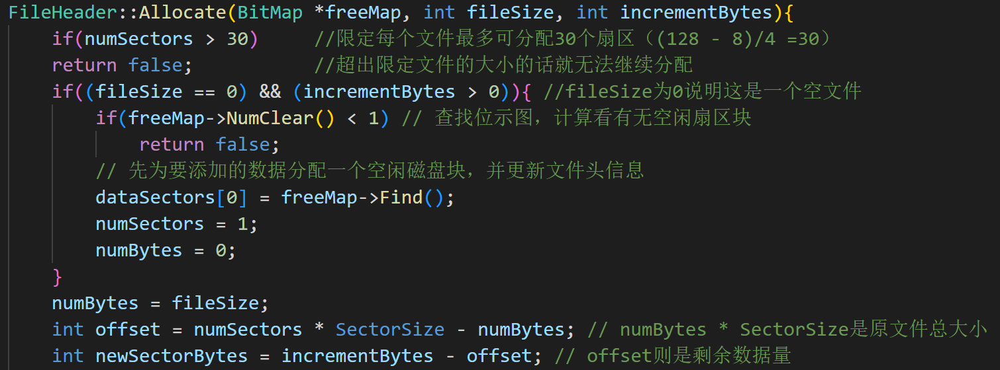 FileHeader::Allocate(BitMap *freeMap, int fileSize, int incrementBytes){
if(numSectors > 30) //限定每个文件最多可分配30个扇区（(128 - 8)/4 =30）
return false; //超出限定文件的大小的话就无法继续分配
if((fileSize == 0) && (incrementBytes > 0)){ //fileSize为0说明这是一个空文件
if(freeMap->NumClear() < 1) // 查找位示图，计算看有无空闲扇区块
return false;
// 先为要添加的数据分配一个空闲磁盘块，并更新文件头信息
dataSectors[0] = freeMap->Find();
numSectors = 1;
numBytes = 0;
}
numBytes = fileSize;
int offset = numSectors * SectorSize - numBytes; // numBytes * SectorSize是原文件总大小
int newSectorBytes = incrementBytes - offset; // offset则是剩余数据量